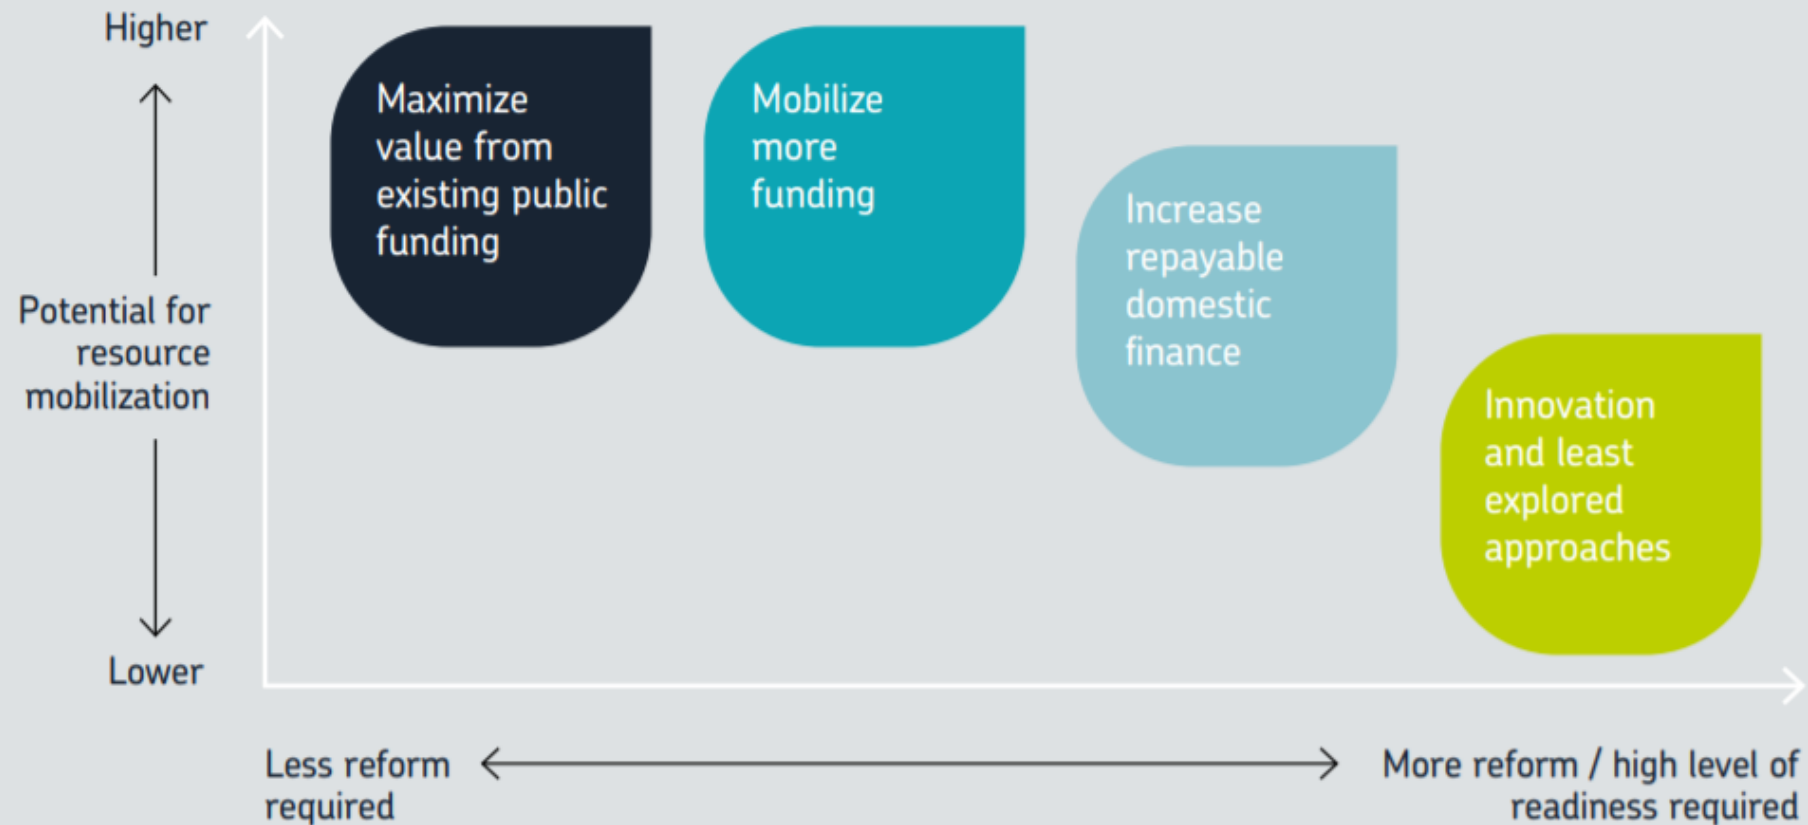 Higher
Potential for
resource
mobilization
Lower
Maximize
value from
existing public
funding
Mobilize
more
funding
Increase
repayable
domestic
finance
Innovation
and least
explored
approaches
Less reform
required
More reform / high level of
readiness required